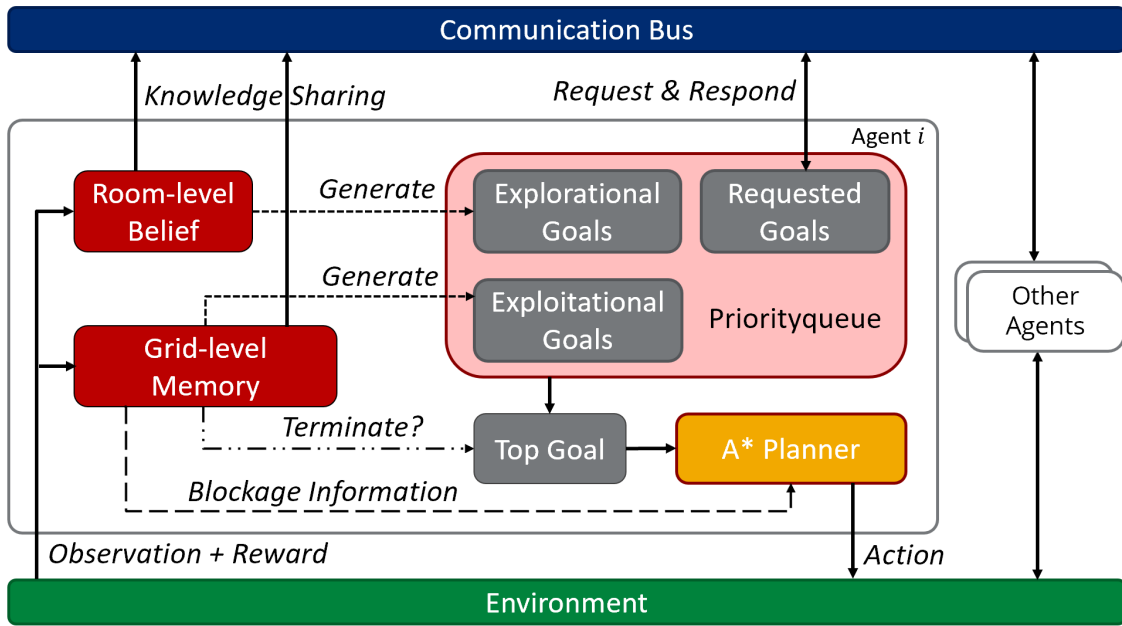 Communication Bus
Knowledge Sharing
Request & Respond
Agent i
Room-level
Belief
Generate
Explorational
Goals
Requested
Goals
Generate
Exploitational
Goals
Priorityqueue
Other
Agents
Grid-level
Memory
Terminate?
Top Goal
A* Planner
Blockage Information
Observation + Reward
Action
Environment